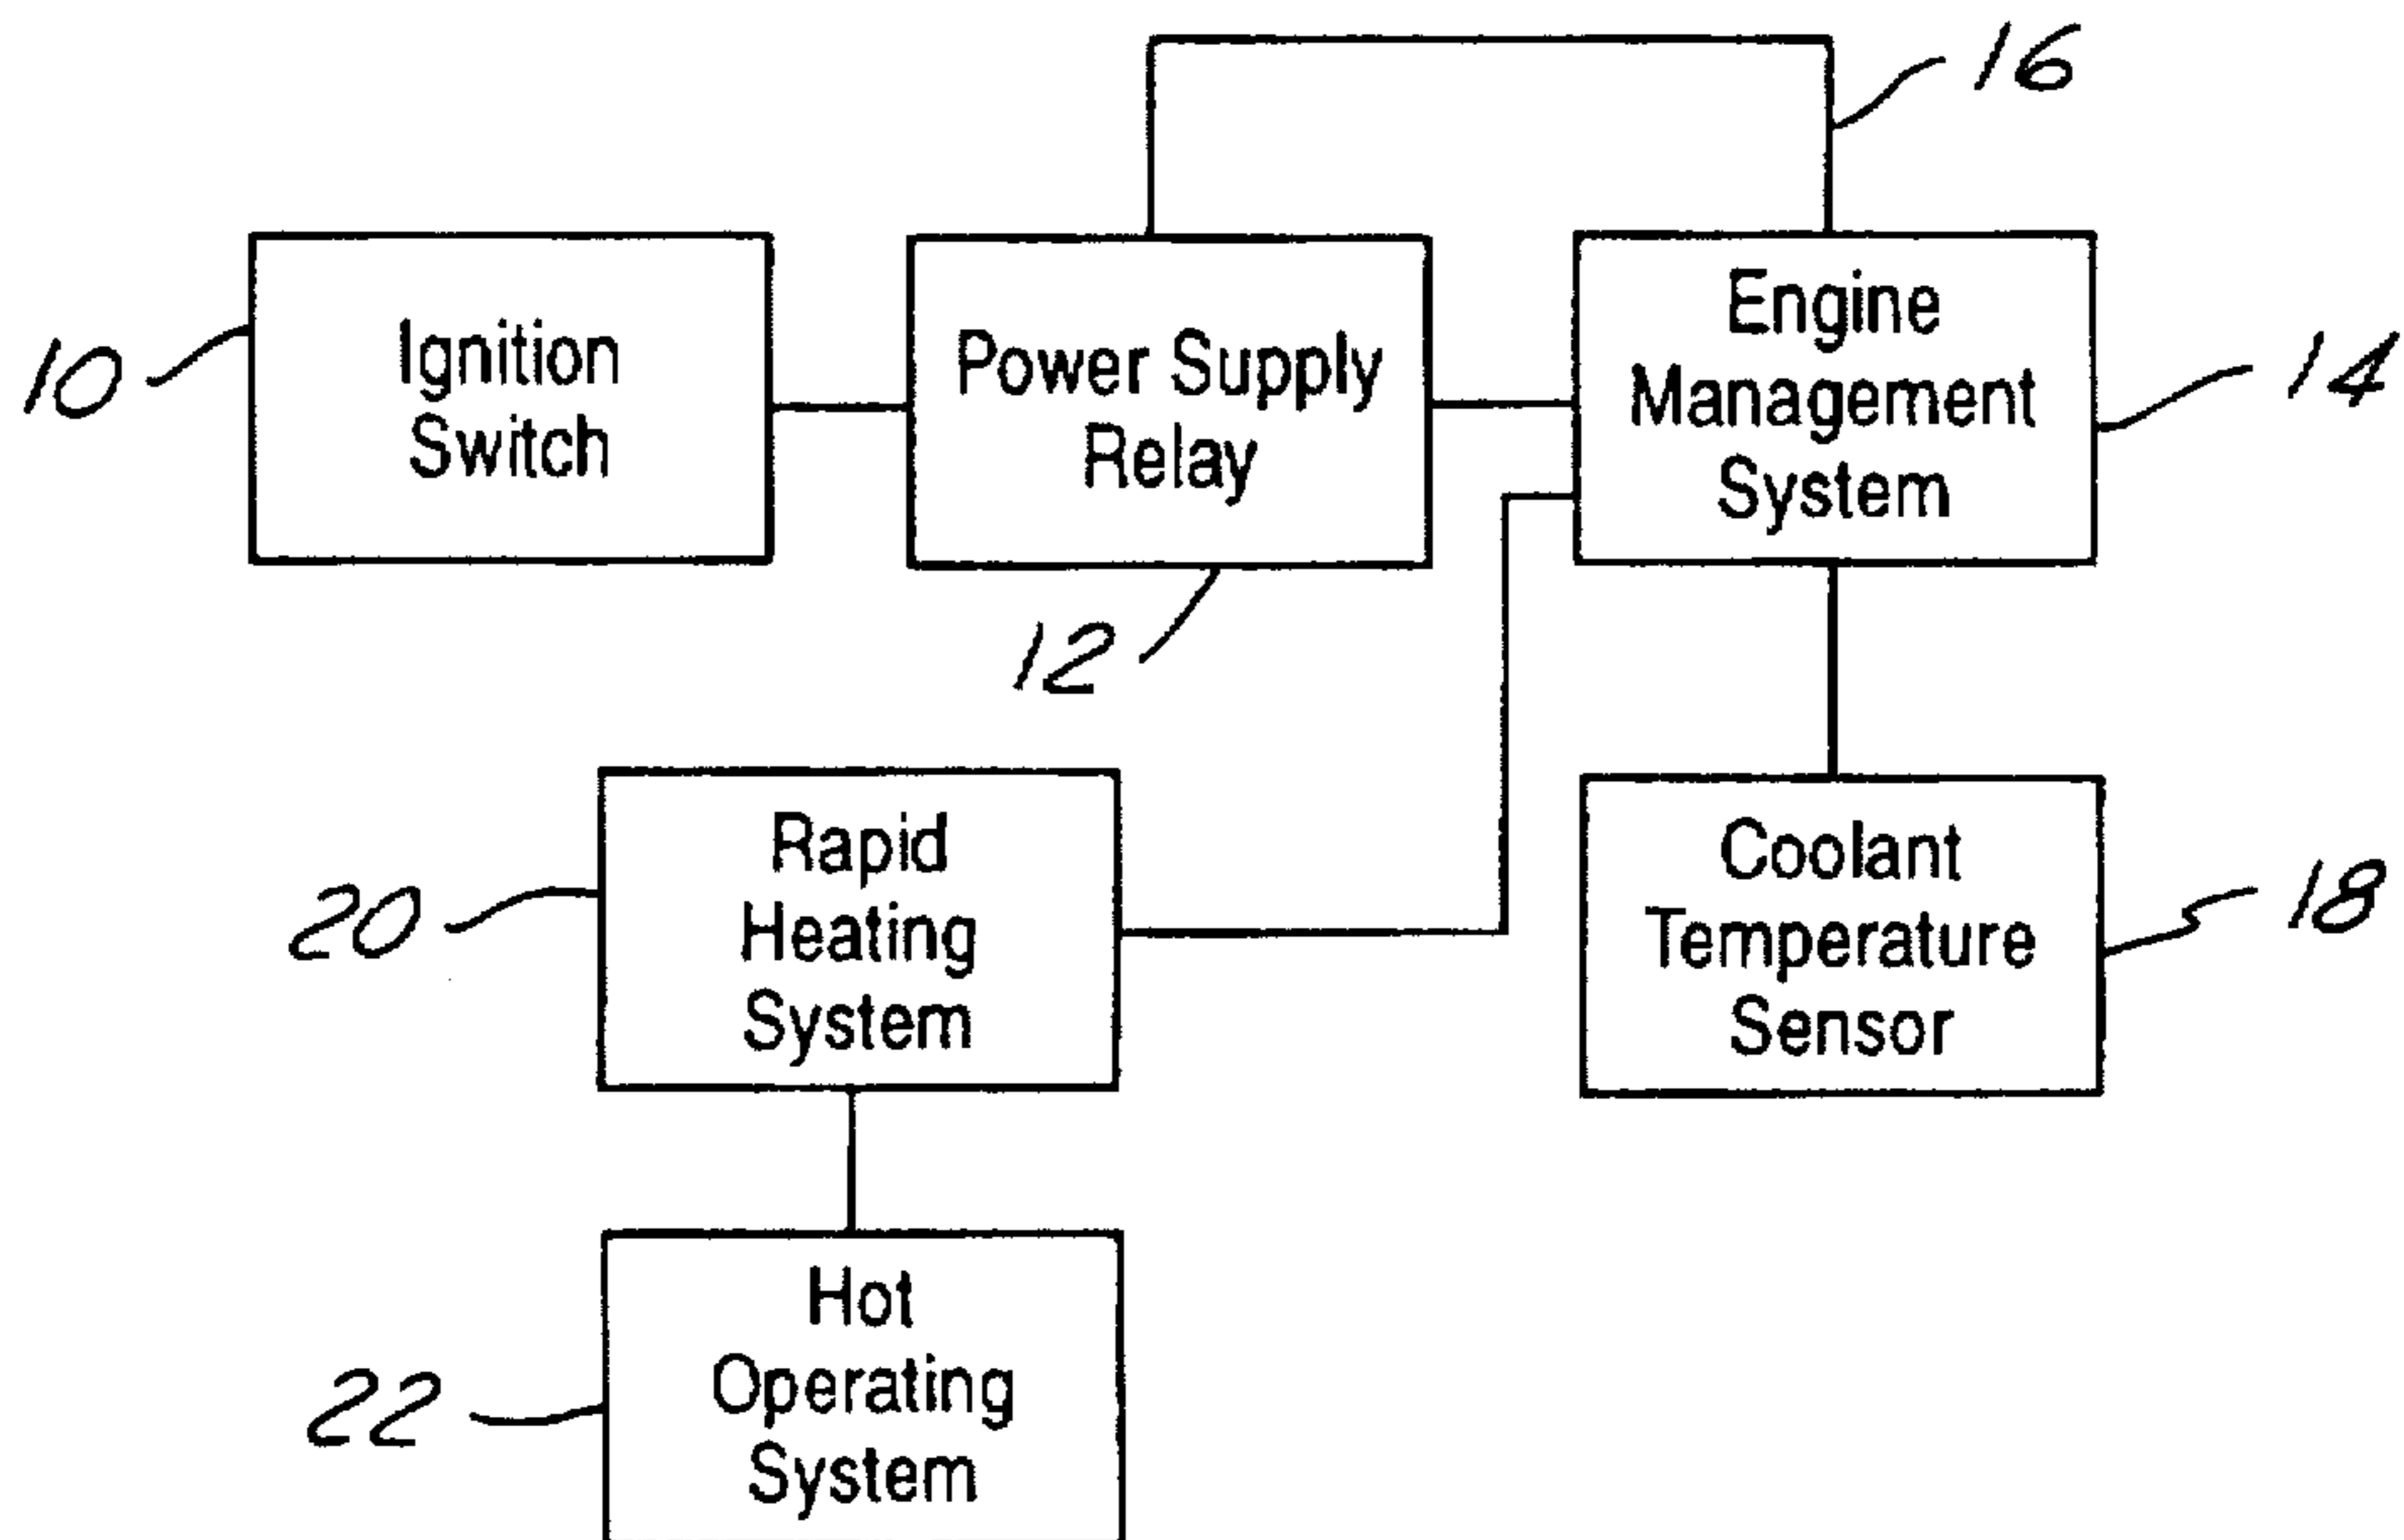 16
10
Ignition
Switch
Power Supply
Relay
Engine
Management
System
14
12
20
Rapid
Heating
System
Coolant
Temperature
Sensor
18
22
Hot
Operating
System